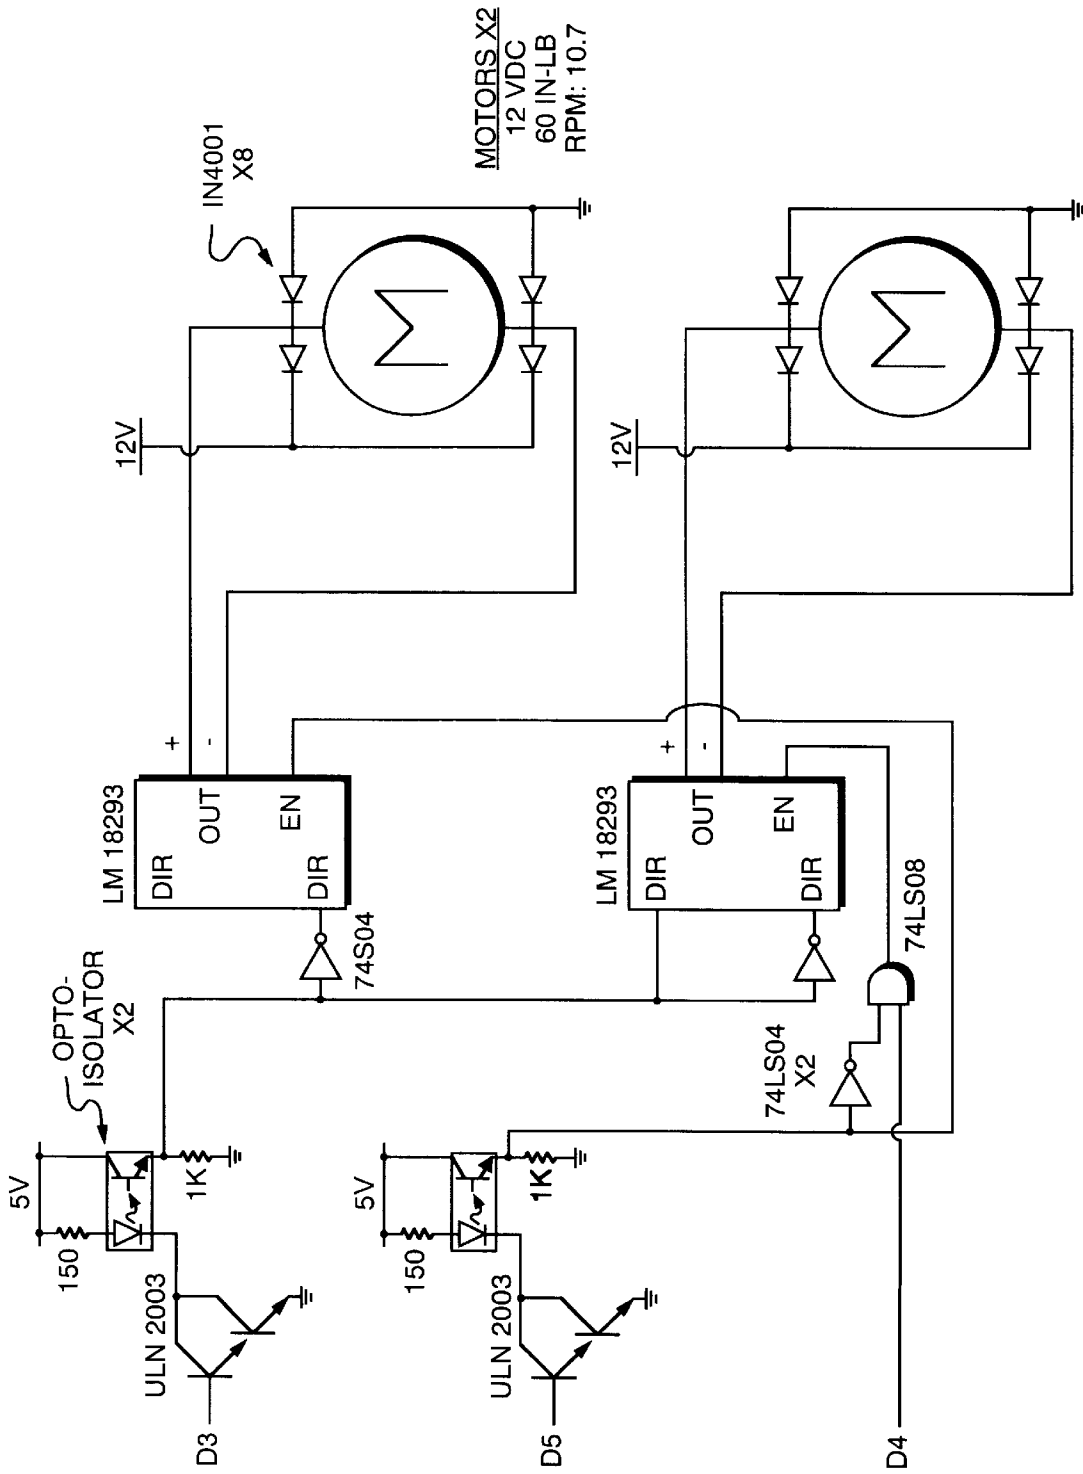 MOTORS X2
12 VDC
60 IN-LB
RPM: 10.7
IN4001
X8
12V
12V
+
-
+
-
LM 18293
DIR
OUT
EN
DIR
LM 18293
DIR
OUT
EN
DIR
74S04
74LS08
OPTO-
ISOLATOR
X2
74LS04
X2
5V
150
1K
5V
150
1K
ULN 2003
ULN 2003
D3
D5
D4
M
M